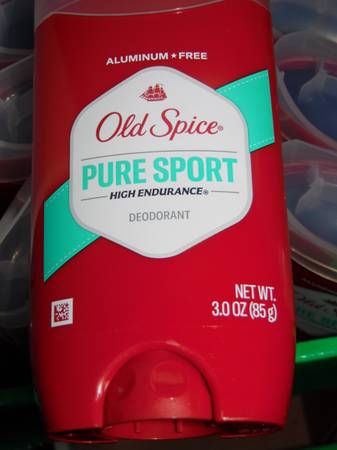 ALUMINUM★FREE
Old Spice®
PURE SPORT
HIGH ENDURANCE®
DEODORANT
NET WT.
3.0 OZ (85 g)